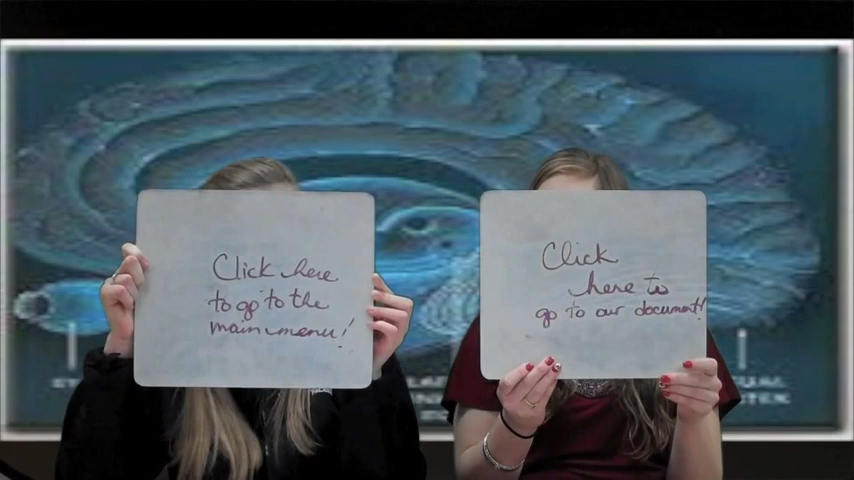 Click here
to go to the
main menu!
Click
here to
go to our document!